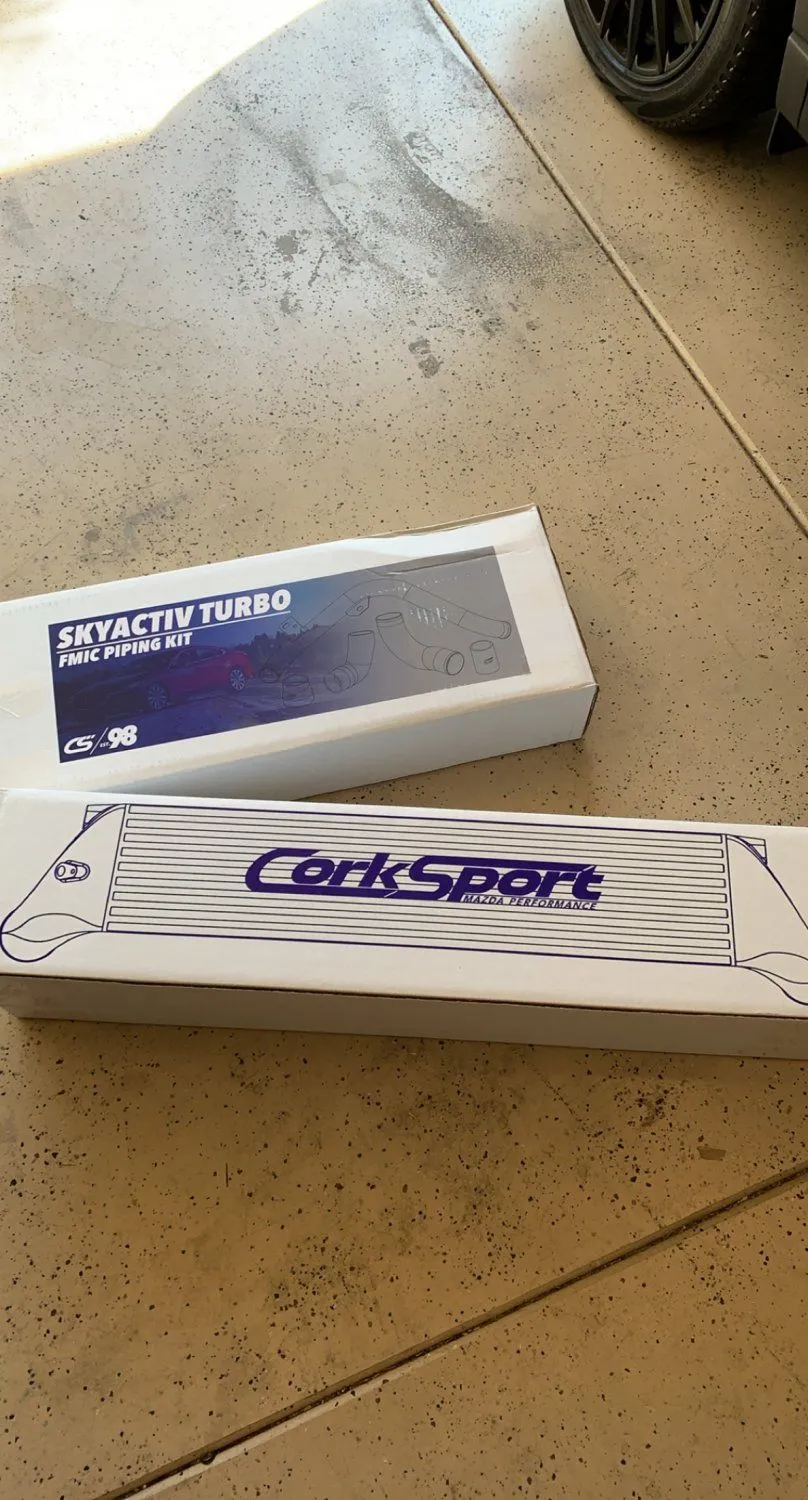 SKYACTIV TURBO
FMIC PIPING KIT
CS/EST. 98
CorkSport
MAZDA PERFORMANCE